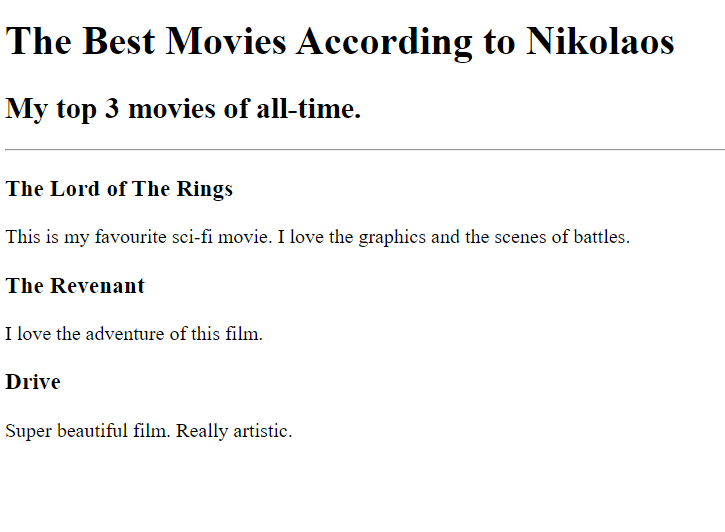 The Best Movies According to Nikolaos
My top 3 movies of all-time.
The Lord of The Rings
This is my favourite sci-fi movie. I love the graphics and the scenes of battles.
The Revenant
I love the adventure of this film.
Drive
Super beautiful film. Really artistic.